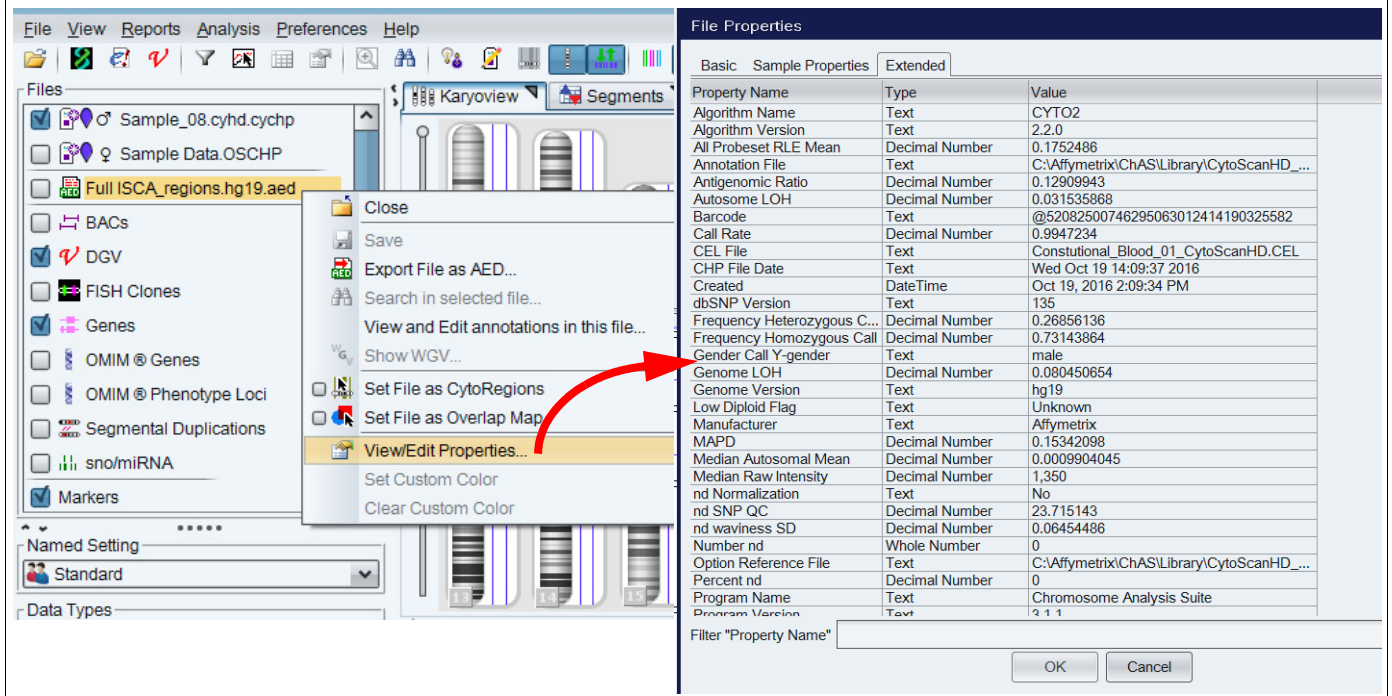 File View Reports Analysis Preferences Help
Files
Karyoview
Segments
♂ Sample_08.cyhd.cychp
♀ Sample Data.OSCHP
AED Full ISCA_regions.hg19.aed
BACs
DGV
FISH Clones
Genes
OMIM ® Genes
OMIM ® Phenotype Loci
Segmental Duplications
sno/miRNA
Markers
Close
Save
AED Export File as AED...
Search in selected file...
View and Edit annotations in this file...
WGV Show WGV...
Set File as CytoRegions
Set File as Overlap Map
View/Edit Properties...
Set Custom Color
Clear Custom Color
Named Setting
Standard
Data Types
13 14 15
File Properties
Basic Sample Properties Extended
Property Name Type Value
Algorithm Name Text CYTO2
Algorithm Version Text 2.2.0
All Probeset RLE Mean Decimal Number 0.1752486
Annotation File Text C:\Affymetrix\ChAS\Library\CytoScanHD_...
Antigenomic Ratio Decimal Number 0.12909943
Autosome LOH Decimal Number 0.031535868
Barcode Text @52082500746295063012414190325582
Call Rate Decimal Number 0.9947234
CEL File Text Constutional_Blood_01_CytoScanHD.CEL
CHP File Date Text Wed Oct 19 14:09:37 2016
Created DateTime Oct 19, 2016 2:09:34 PM
dbSNP Version Text 135
Frequency Heterozygous C... Decimal Number 0.26856136
Frequency Homozygous Call Decimal Number 0.73143864
Gender Call Y-gender Text male
Genome LOH Decimal Number 0.080450654
Genome Version Text hg19
Low Diploid Flag Text Unknown
Manufacturer Text Affymetrix
MAPD Decimal Number 0.15342098
Median Autosomal Mean Decimal Number 0.0009904045
Median Raw Intensity Decimal Number 1,350
nd Normalization Text No
nd SNP QC Decimal Number 23.715143
nd waviness SD Decimal Number 0.06454486
Number nd Whole Number 0
Option Reference File Text C:\Affymetrix\ChAS\Library\CytoScanHD_...
Percent nd Decimal Number 0
Program Name Text Chromosome Analysis Suite
Program Version Text 3.1.1
Filter "Property Name"
OK Cancel